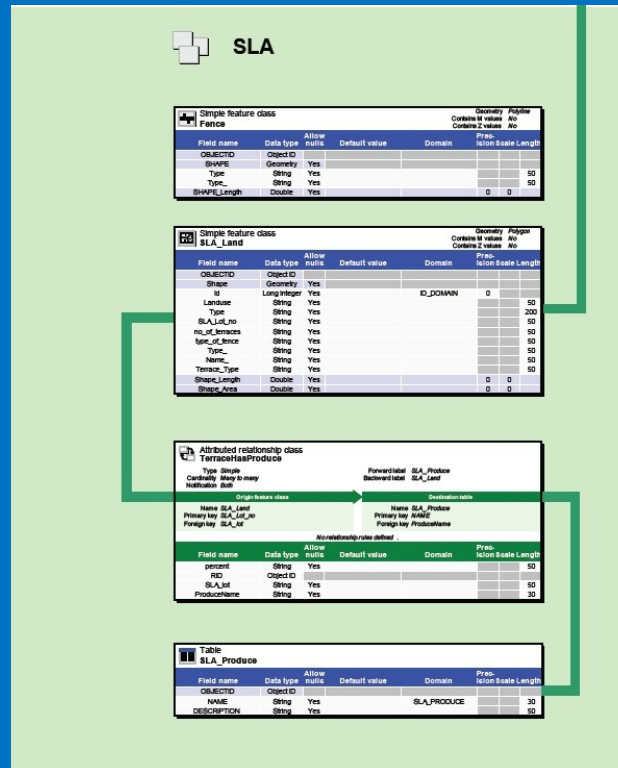 SLA
Simple feature class
Fence
Geometry Polyline
Contains M values No
Contains Z values No
Field name Data type Allow nulls Default value Domain Prec-ision Scale Length
OBJECTID Object ID
SHAPE Geometry Yes
Type String Yes 50
Type_ String Yes 50
SHAPE_Length Double Yes 0 0
Simple feature class
SLA_Land
Geometry Polygon
Contains M values No
Contains Z values No
Field name Data type Allow nulls Default value Domain Prec-ision Scale Length
OBJECTID Object ID
Shape Geometry Yes
Id Long Integer Yes ID_DOMAIN 0
Landuse String Yes 50
Type String Yes 200
SLA_Lot_no String Yes 50
no_of_terraces String Yes 50
type_of_fence String Yes 50
Type_ String Yes 50
Name_ String Yes 50
Terrace_Type String Yes 50
Shape_Length Double Yes 0 0
Shape_Area Double Yes 0 0
Attributed relationship class
TerraceHasProduce
Type Simple
Cardinality Many to many
Notification Both
Forward label SLA_Produce
Backward label SLA_Land
Origin feature class
Name SLA_Land
Primary key SLA_Lot_no
Foreign key SLA_lot
Destination table
Name SLA_Produce
Primary key NAME
Foreign key ProduceName
No relationship rules defined .
Field name Data type Allow nulls Default value Domain Prec-ision Scale Length
percent String Yes 50
RID Object ID
SLA_lot String Yes 50
ProduceName String Yes 30
Table
SLA_Produce
Field name Data type Allow nulls Default value Domain Prec-ision Scale Length
OBJECTID Object ID
NAME String Yes SLA_PRODUCE 30
DESCRIPTION String Yes 50